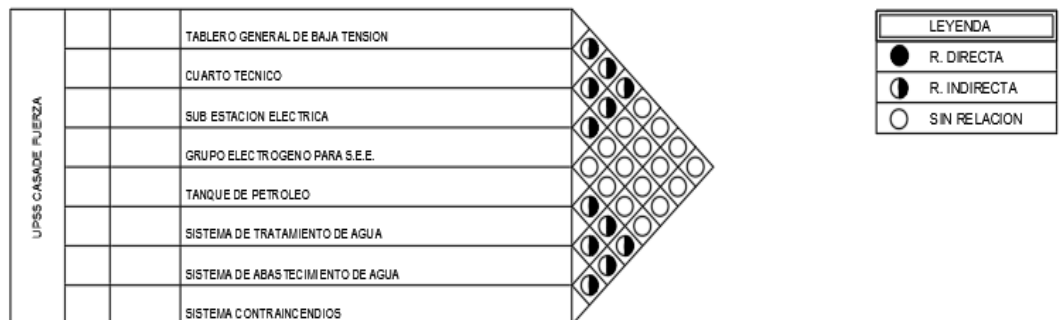 UPSS CASA DE FUERZA
TABLERO GENERAL DE BAJA TENSION
CUARTO TECNICO
SUB ESTACION ELECTRICA
GRUPO ELECTROGENO PARA S.E.E.
TANQUE DE PETROLEO
SISTEMA DE TRATAMIENTO DE AGUA
SISTEMA DE ABASTECIMIENTO DE AGUA
SISTEMA CONTRAINCENDIOS
LEYENDA
R. DIRECTA
R. INDIRECTA
SIN RELACION